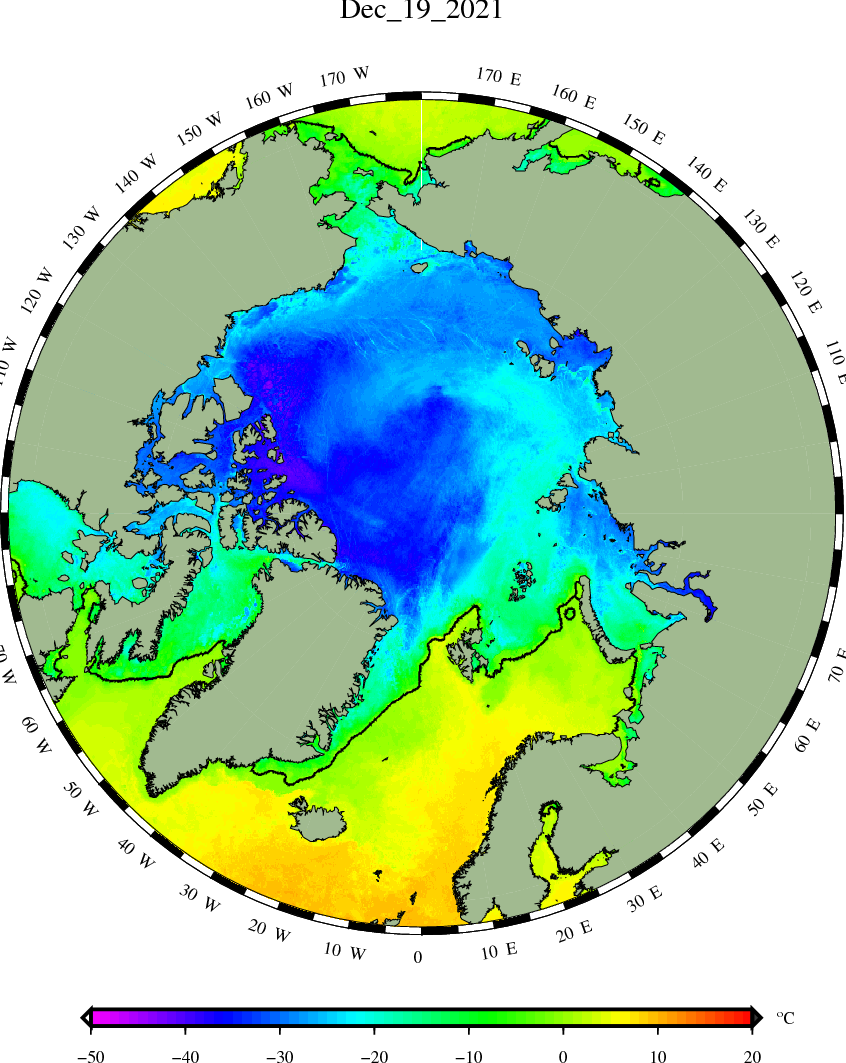 Dec_19_2021
170 W
170 E
160 W
160 E
150 W
150 E
140 W
140 E
130 W
130 E
120 W
120 E
110 W
110 E
70 W
70 E
60 W
60 E
50 W
50 E
40 W
40 E
30 W
30 E
20 W
20 E
10 W
0
10 E
°C
−50 −40 −30 −20 −10 0 10 20